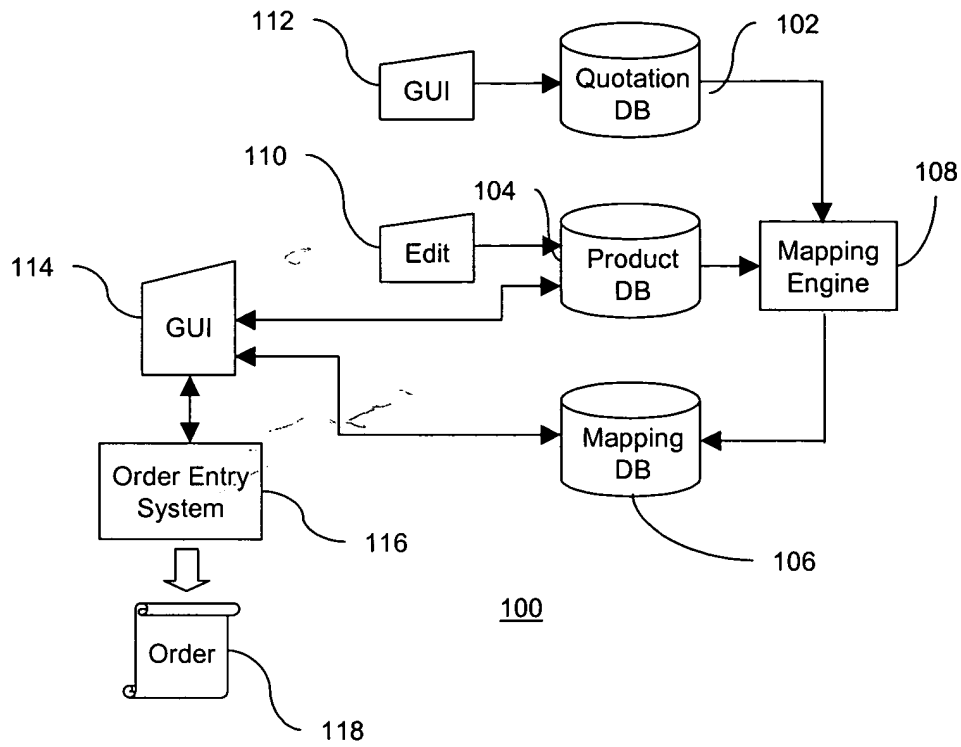 112
GUI
Quotation
DB
102
110
Edit
104
Product
DB
108
Mapping
Engine
114
GUI
Mapping
DB
106
Order Entry
System
116
100
Order
118